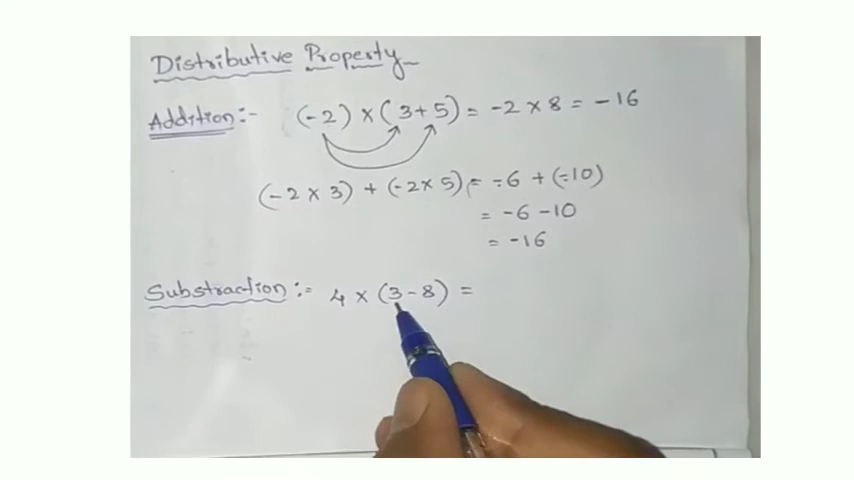 Distributive Property
Addition:- (-2) × (3+5) = -2 × 8 = -16
(-2 × 3) + (-2 × 5) = -6 + (-10)
= -6 -10
= -16
Substraction:- 4 × (3-8) =